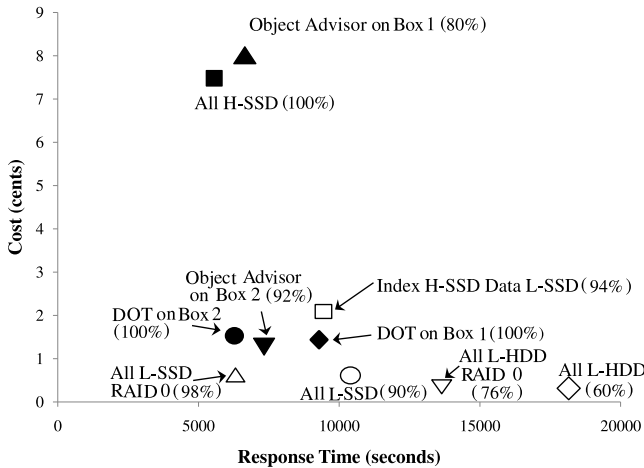 9
8
7
6
5
4
3
2
1
0
Cost (cents)
Object Advisor on Box 1 (80%)
All H-SSD (100%)
Object Advisor
on Box 2 (92%)
Index H-SSD Data L-SSD (94%)
DOT on Box 2
(100%)
DOT on Box 1 (100%)
All L-SSD
RAID 0 (98%)
All L-SSD (90%)
All L-HDD
RAID 0
(76%)
All L-HDD
(60%)
0
5000
10000
15000
20000
Response Time (seconds)